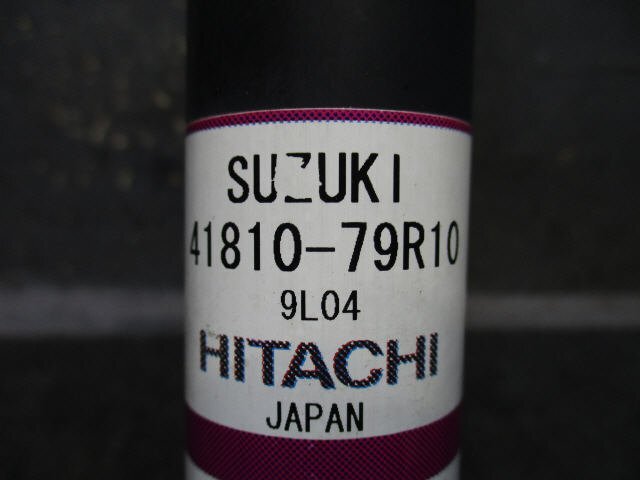 SUZUKI
41810-79R10
9L04
HITACHI
JAPAN